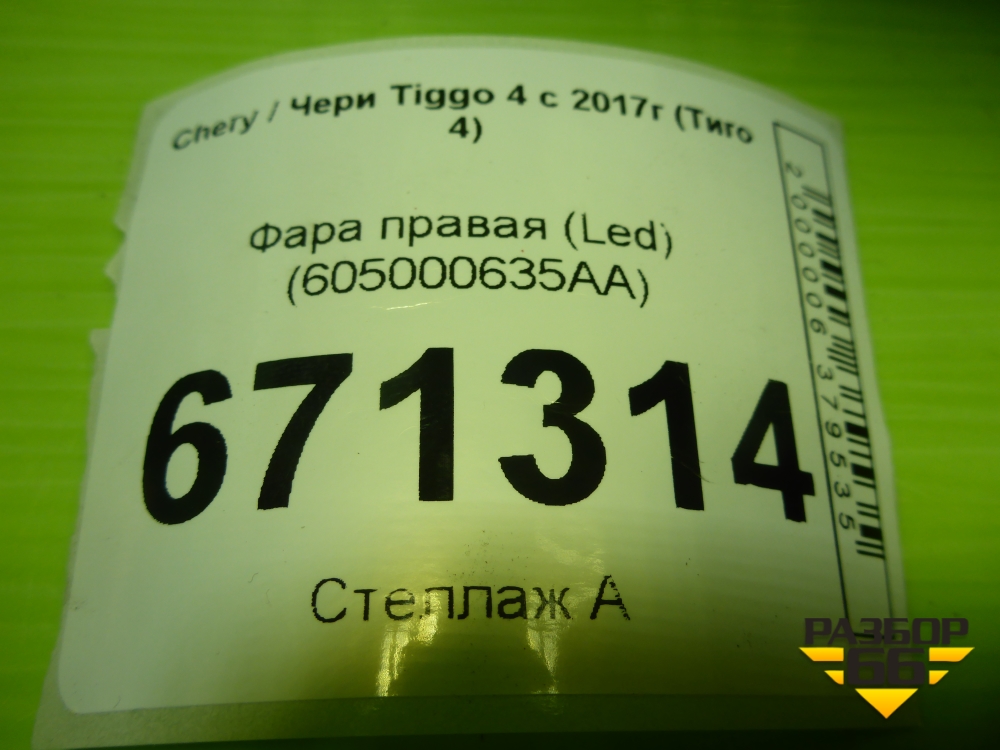 Chery / Чери Tiggo 4 с 2017г (Тиго
4)
Фара правая (Led)
(605000635AA)
671314
Стеллаж А
2000006379535
РАЗБОР
66